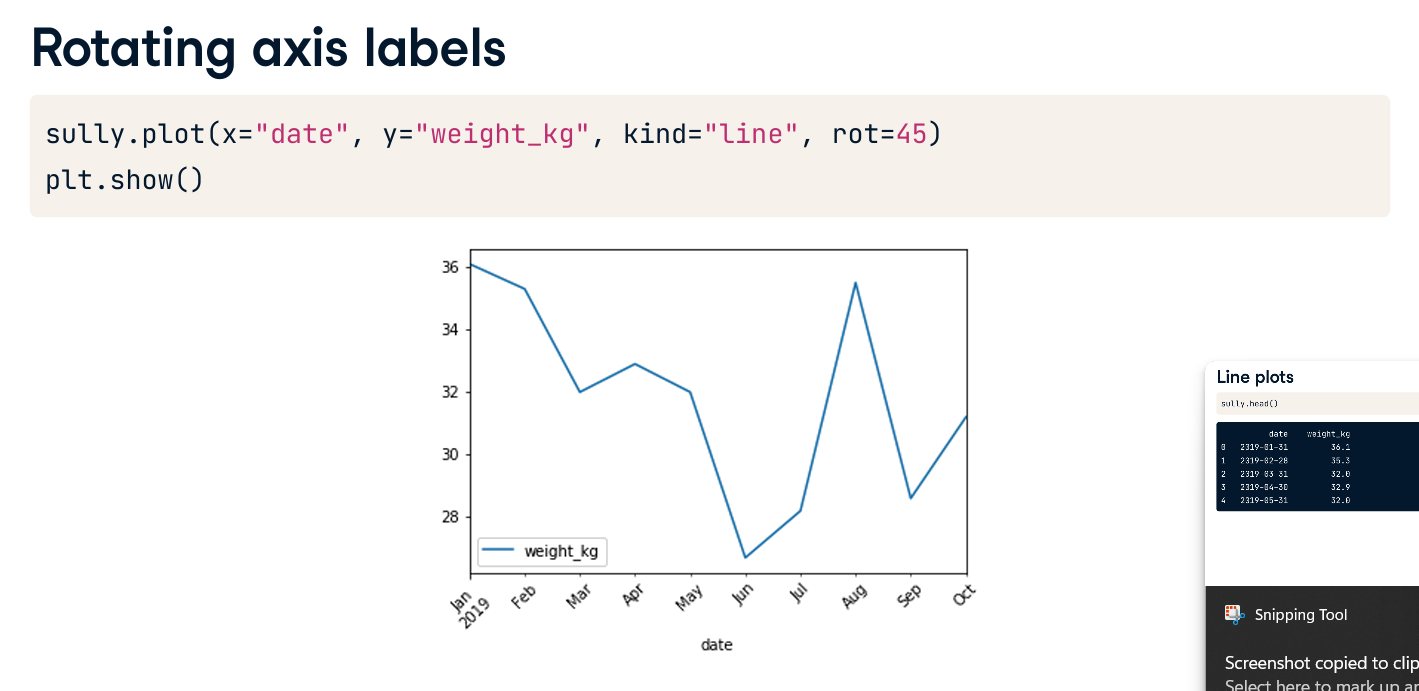 Rotating axis labels
sully.plot(x="date", y="weight_kg", kind="line", rot=45)
plt.show()
36
34
32
30
28
weight_kg
Jan
2019
Feb
Mar
Apr
May
Jun
Jul
Aug
Sep
Oct
date
Line plots
sully.head()
date weight_kg
0 2019-01-31 36.1
1 2019-02-28 35.3
2 2019 03 31 32.0
3 2019-04-30 32.9
4 2019-05-31 32.0
Snipping Tool
Screenshot copied to clip
Select here to mark up